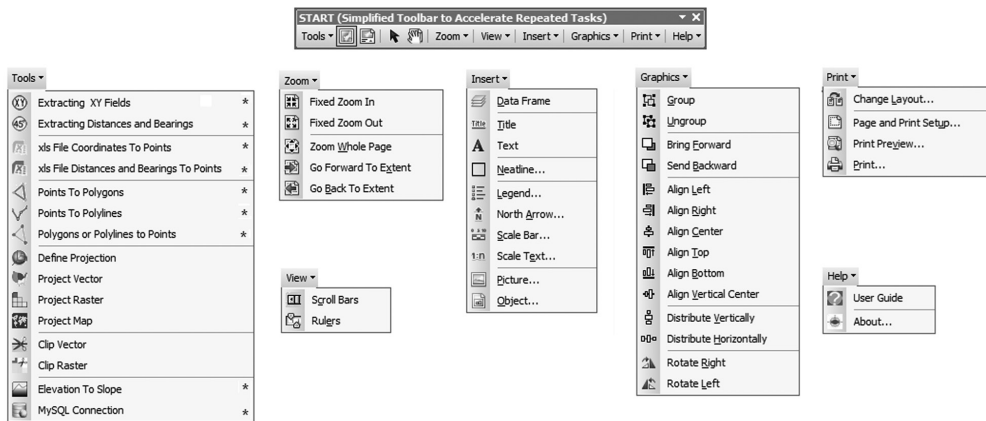 START (Simplified Toolbar to Accelerate Repeated Tasks)
Tools Zoom View Insert Graphics Print Help
Tools
XY Extracting XY Fields *
45° Extracting Distances and Bearings *
xls File Coordinates To Points *
xls File Distances and Bearings To Points *
Points To Polygons *
Points To Polylines *
Polygons or Polylines to Points *
Define Projection
Project Vector
Project Raster
Project Map
Clip Vector
Clip Raster
Elevation To Slope *
MySQL Connection *
Zoom
Fixed Zoom In
Fixed Zoom Out
Zoom Whole Page
Go Forward To Extent
Go Back To Extent
View
Scroll Bars
Rulers
Insert
Data Frame
Title Title
A Text
Neatline...
Legend...
N North Arrow...
Scale Bar...
1:n Scale Text...
Picture...
Object...
Graphics
Group
Ungroup
Bring Forward
Send Backward
Align Left
Align Right
Align Center
Align Top
Align Bottom
Align Vertical Center
Distribute Vertically
Distribute Horizontally
Rotate Right
Rotate Left
Print
Change Layout...
Page and Print Setup...
Print Preview...
Print...
Help
? User Guide
About...